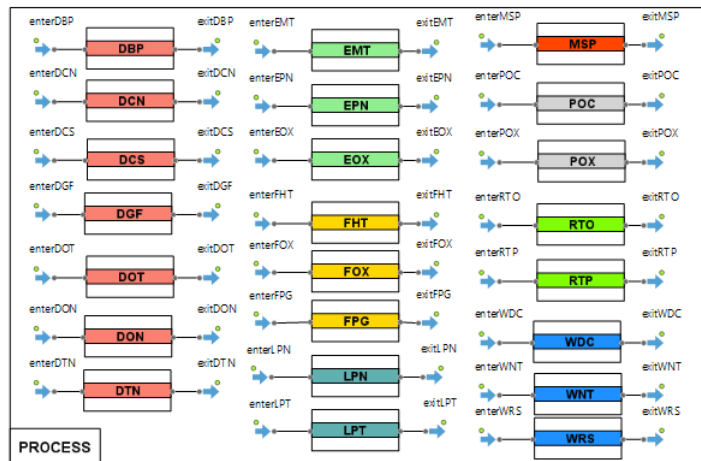 enterDBP exitDBP
DBP
enterDCN exitDCN
DCN
enterDCS exitDCS
DCS
enterDGF exitDGF
DGF
enterDOT exitDOT
DOT
enterDON exitDON
DON
enterDTN exitDTN
DTN
PROCESS
enterEMT exitEMT
EMT
enterEPN exitEPN
EPN
enterEOX exitEOX
EOX
enterFHT exitFHT
FHT
enterFOX exitFOX
FOX
enterFPG exitFPG
FPG
enterLPN exitLPN
LPN
enterLPT exitLPT
LPT
enterMSP exitMSP
MSP
enterPOC exitPOC
POC
enterPOX exitPOX
POX
enterRTO exitRTO
RTO
enterRTP exitRTP
RTP
enterWDC exitWDC
WDC
enterWNT exitWNT
WNT
enterWRS exitWRS
WRS